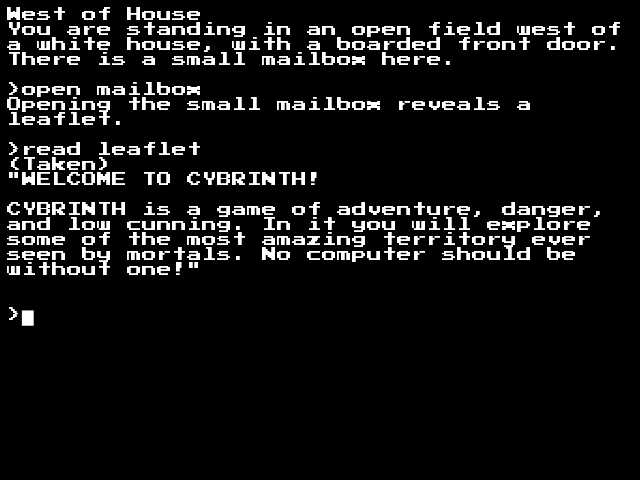 West of House
You are standing in an open field west of
a white house, with a boarded front door.
There is a small mailbox here.
>open mailbox
Opening the small mailbox reveals a
leaflet.
>read leaflet
(Taken)
"WELCOME TO CYBRINTH!
CYBRINTH is a game of adventure, danger,
and low cunning. In it you will explore
some of the most amazing territory ever
seen by mortals. No computer should be
without one!"
>